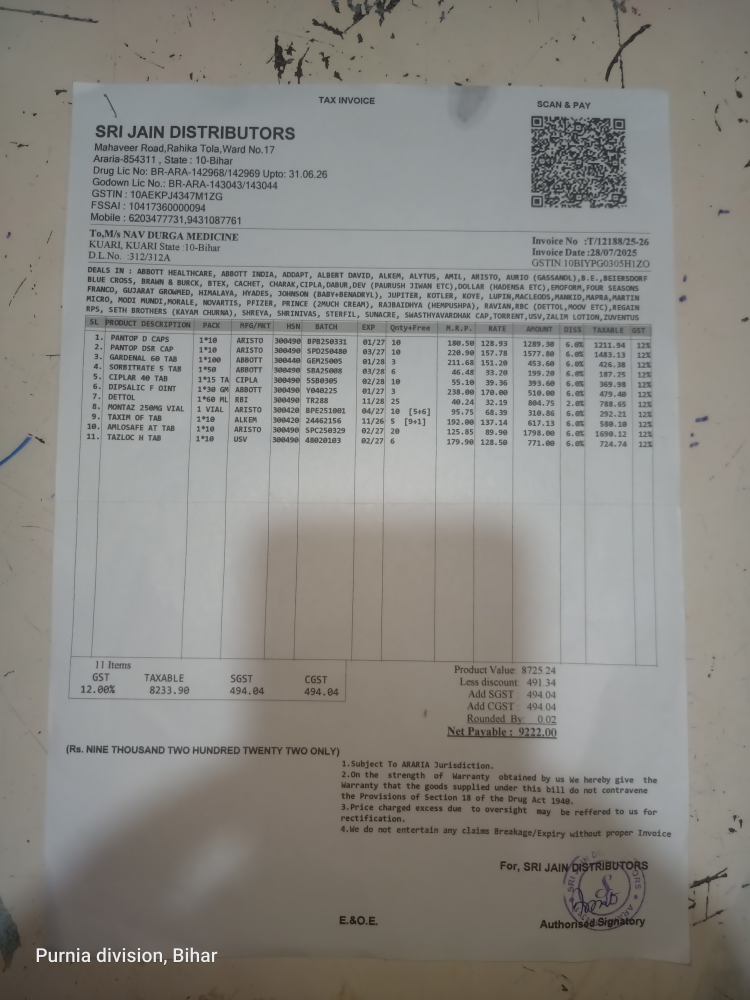 TAX INVOICE
SCAN & PAY
SRI JAIN DISTRIBUTORS
Mahaveer Road,Rahika Tola,Ward No.17
Araria-854311 , State : 10-Bihar
Drug Lic No: BR-ARA-142968/142969 Upto: 31.06.26
Godown Lic No.: BR-ARA-143043/143044
GSTIN : 10AEKPJ4347M1ZG
FSSAI : 10417360000094
Mobile : 6203477731,9431087761
To,M/s NAV DURGA MEDICINE
KUARI, KUARI State :10-Bihar
D.L.No. :312/312A
Invoice No :T/12188/25-26
Invoice Date :28/07/2025
GSTIN 10BIYPG0305H1ZO
DEALS IN : ABBOTT HEALTHCARE, ABBOTT INDIA, ADDAPT, ALBERT DAVID, ALKEM, ALYTUS, AMIL, ARISTO, AURIO (GASSANOL),B.E.,BEIERSDORF
BLUE CROSS, BRAWN & BURCK, BTEX, CACHET, CHARAK,CIPLA,DABUR,DEV (PAURUSH JIWAN ETC),DOLLAR (HADENSA ETC),EMOFORM,FOUR SEASONS
FRANCO, GUJARAT GROWMED, HIMALAYA, HYADES, JOHNSON (BABY+BENADRYL), JUPITER, KOTLER, KOYE, LUPIN,MACLEODS,MANKID,MAPRA,MARTIN
MICRO, MODI MUNDI,MORALE, NOVARTIS, PFIZER, PRINCE (2MUCH CREAM), RAJBAIDHYA (HEMPUSHPA), RAVIAN,RBC (DETTOL,MOOV ETC),REGAIN
RPS, SETH BROTHERS (KAYAM CHURNA), SHREYA, SHRINIVAS, STERFIL, SUNACRE, SWASTHYAVARDHAK CAP,TORRENT,USV,ZALIM LOTION,ZUVENTUS
SL PRODUCT DESCRIPTION PACK MFG/MKT HSN BATCH EXP Qnty+Free M.R.P. RATE AMOUNT DISS TAXABLE GST
1. PANTOP D CAPS 1*10 ARISTO 300490 BPB250331 01/27 10 180.50 128.93 1289.30 6.0% 1211.94 12%
2. PANTOP DSR CAP 1*10 ARISTO 300490 SPD250480 03/27 10 220.90 157.78 1577.80 6.0% 1483.13 12%
3. GARDENAL 60 TAB 1*100 ABBOTT 300440 GEM25005 01/28 3 211.68 151.20 453.60 6.0% 426.38 12%
4. SORBITRATE 5 TAB 1*50 ABBOTT 300490 SBA25008 03/28 6 46.48 33.20 199.20 6.0% 187.25 12%
5. CIPLAR 40 TAB 1*15 TA CIPLA 300490 SSB0305 02/28 10 55.10 39.36 393.60 6.0% 369.98 12%
6. DIPSALIC F OINT 1*30 GM ABBOTT 300490 YO40225 01/27 3 238.00 170.00 510.00 6.0% 479.40 12%
7. DETTOL 1*60 ML RBI 300490 TR288 11/28 25 40.24 32.19 804.75 2.0% 788.65 12%
8. MONTAZ 250MG VIAL 1 VIAL ARISTO 300420 BPE251001 04/27 10 [5+6] 95.75 68.39 310.86 6.0% 292.21 12%
9. TAXIM OF TAB 1*10 ALKEM 300420 24462156 11/26 5 [9+1] 192.00 137.14 617.13 6.0% 580.10 12%
10. AMLOSAFE AT TAB 1*10 ARISTO 300490 SPC250329 02/27 20 125.85 89.90 1798.00 6.0% 1690.12 12%
11. TAZLOC H TAB 1*10 USV 300490 48020103 02/27 6 179.90 128.50 771.00 6.0% 724.74 12%
11 Items
GST TAXABLE SGST CGST
12.00% 8233.90 494.04 494.04
Product Value: 8725.24
Less discount: 491.34
Add SGST : 494.04
Add CGST : 494.04
Rounded By: 0.02
Net Payable : 9222.00
(Rs. NINE THOUSAND TWO HUNDRED TWENTY TWO ONLY)
1.Subject To ARARIA Jurisdiction.
2.On the strength of Warranty obtained by us We hereby give the
Warranty that the goods supplied under this bill do not contravene
the Provisions of Section 18 of the Drug Act 1940.
3.Price charged excess due to oversight may be reffered to us for
rectification.
4.We do not entertain any claims Breakage/Expiry without proper Invoice
For, SRI JAIN DISTRIBUTORS
E.&O.E.
Authorised Signatory
Purnia division, Bihar